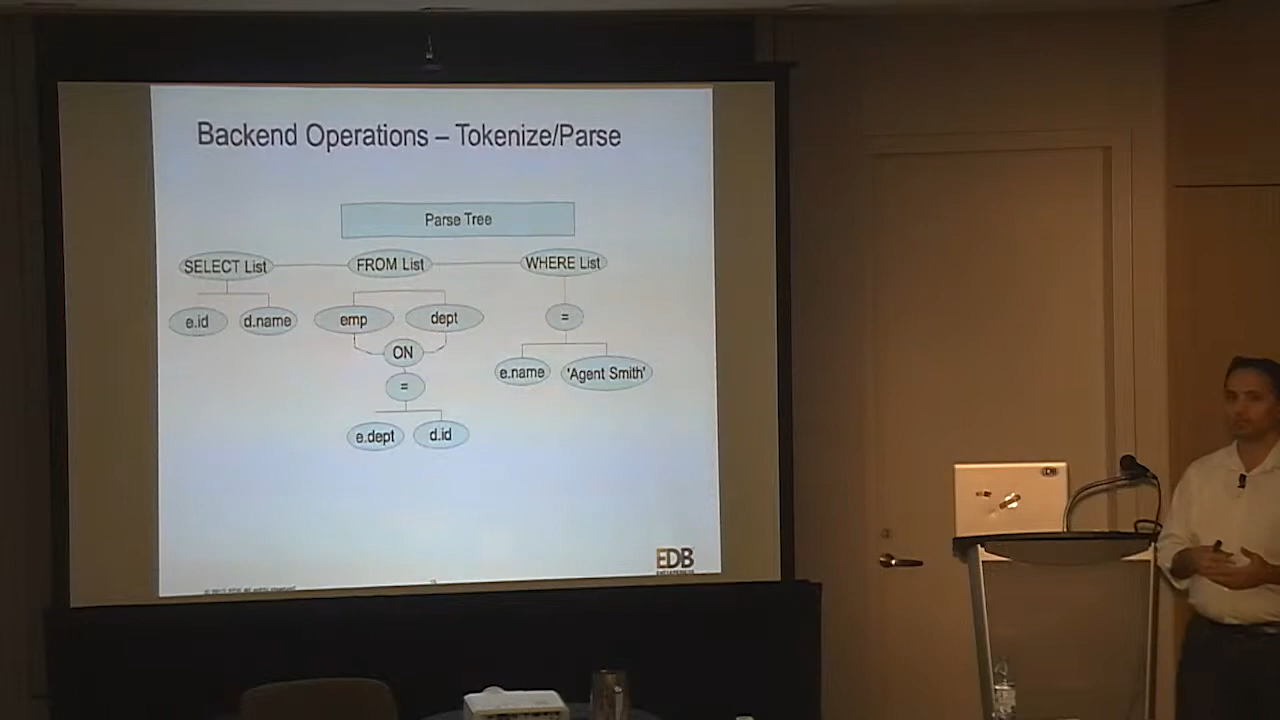 Backend Operations – Tokenize/Parse
Parse Tree
SELECT List
FROM List
WHERE List
e.id
d.name
emp
dept
=
ON
e.name
'Agent Smith'
=
e.dept
d.id
EDB